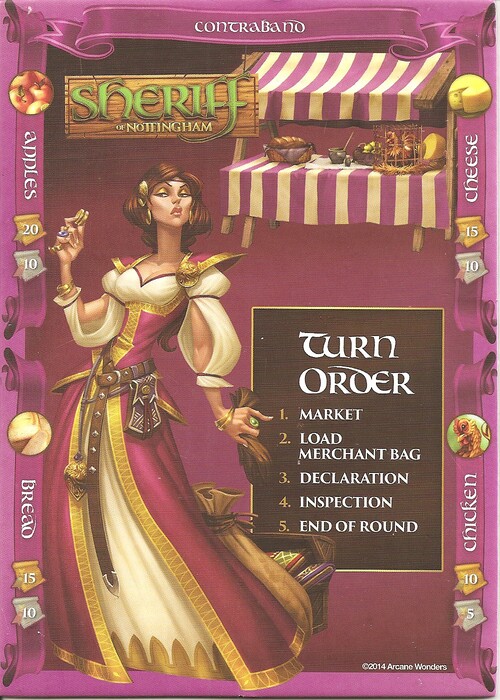 CONTRABAND
SHERIFF
OF NOTTINGHAM
APPLES
20
10
CHEESE
15
10
TURN
ORDER
1. MARKET
2. LOAD
MERCHANT BAG
3. DECLARATION
4. INSPECTION
5. END OF ROUND
BREAD
15
10
CHICKEN
10
5
©2014 Arcane Wonders